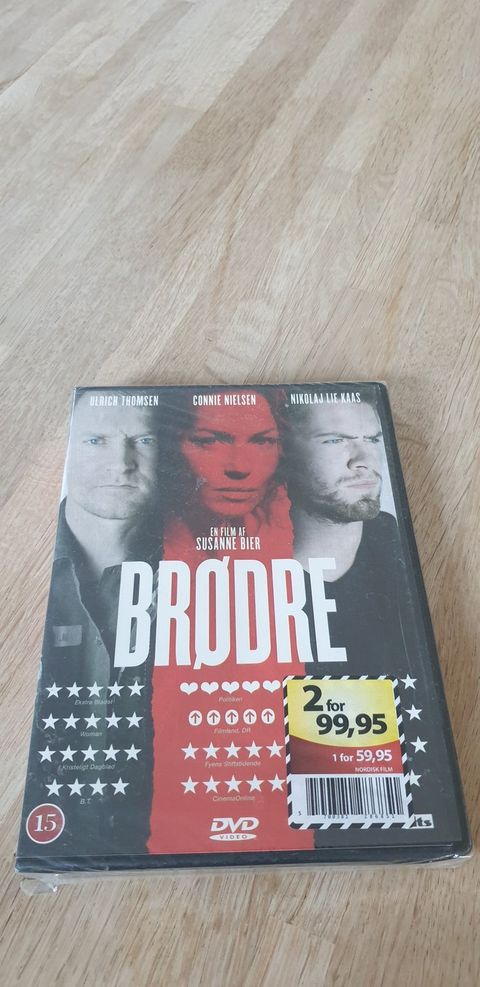 ULRICH THOMSEN
CONNIE NIELSEN
NIKOLAJ LIE KAAS
EN FILM AF
SUSANNE BIER
BRØDRE
Ekstra Bladet
Woman
Kristeligt Dagblad
B.T.
Politiken
Filmland, DR
Fyens Stiftstidende
CinemaOnline
2 for
99,95
1 for 59,95
NORDISK FILM
15
DVD
VIDEO
dts